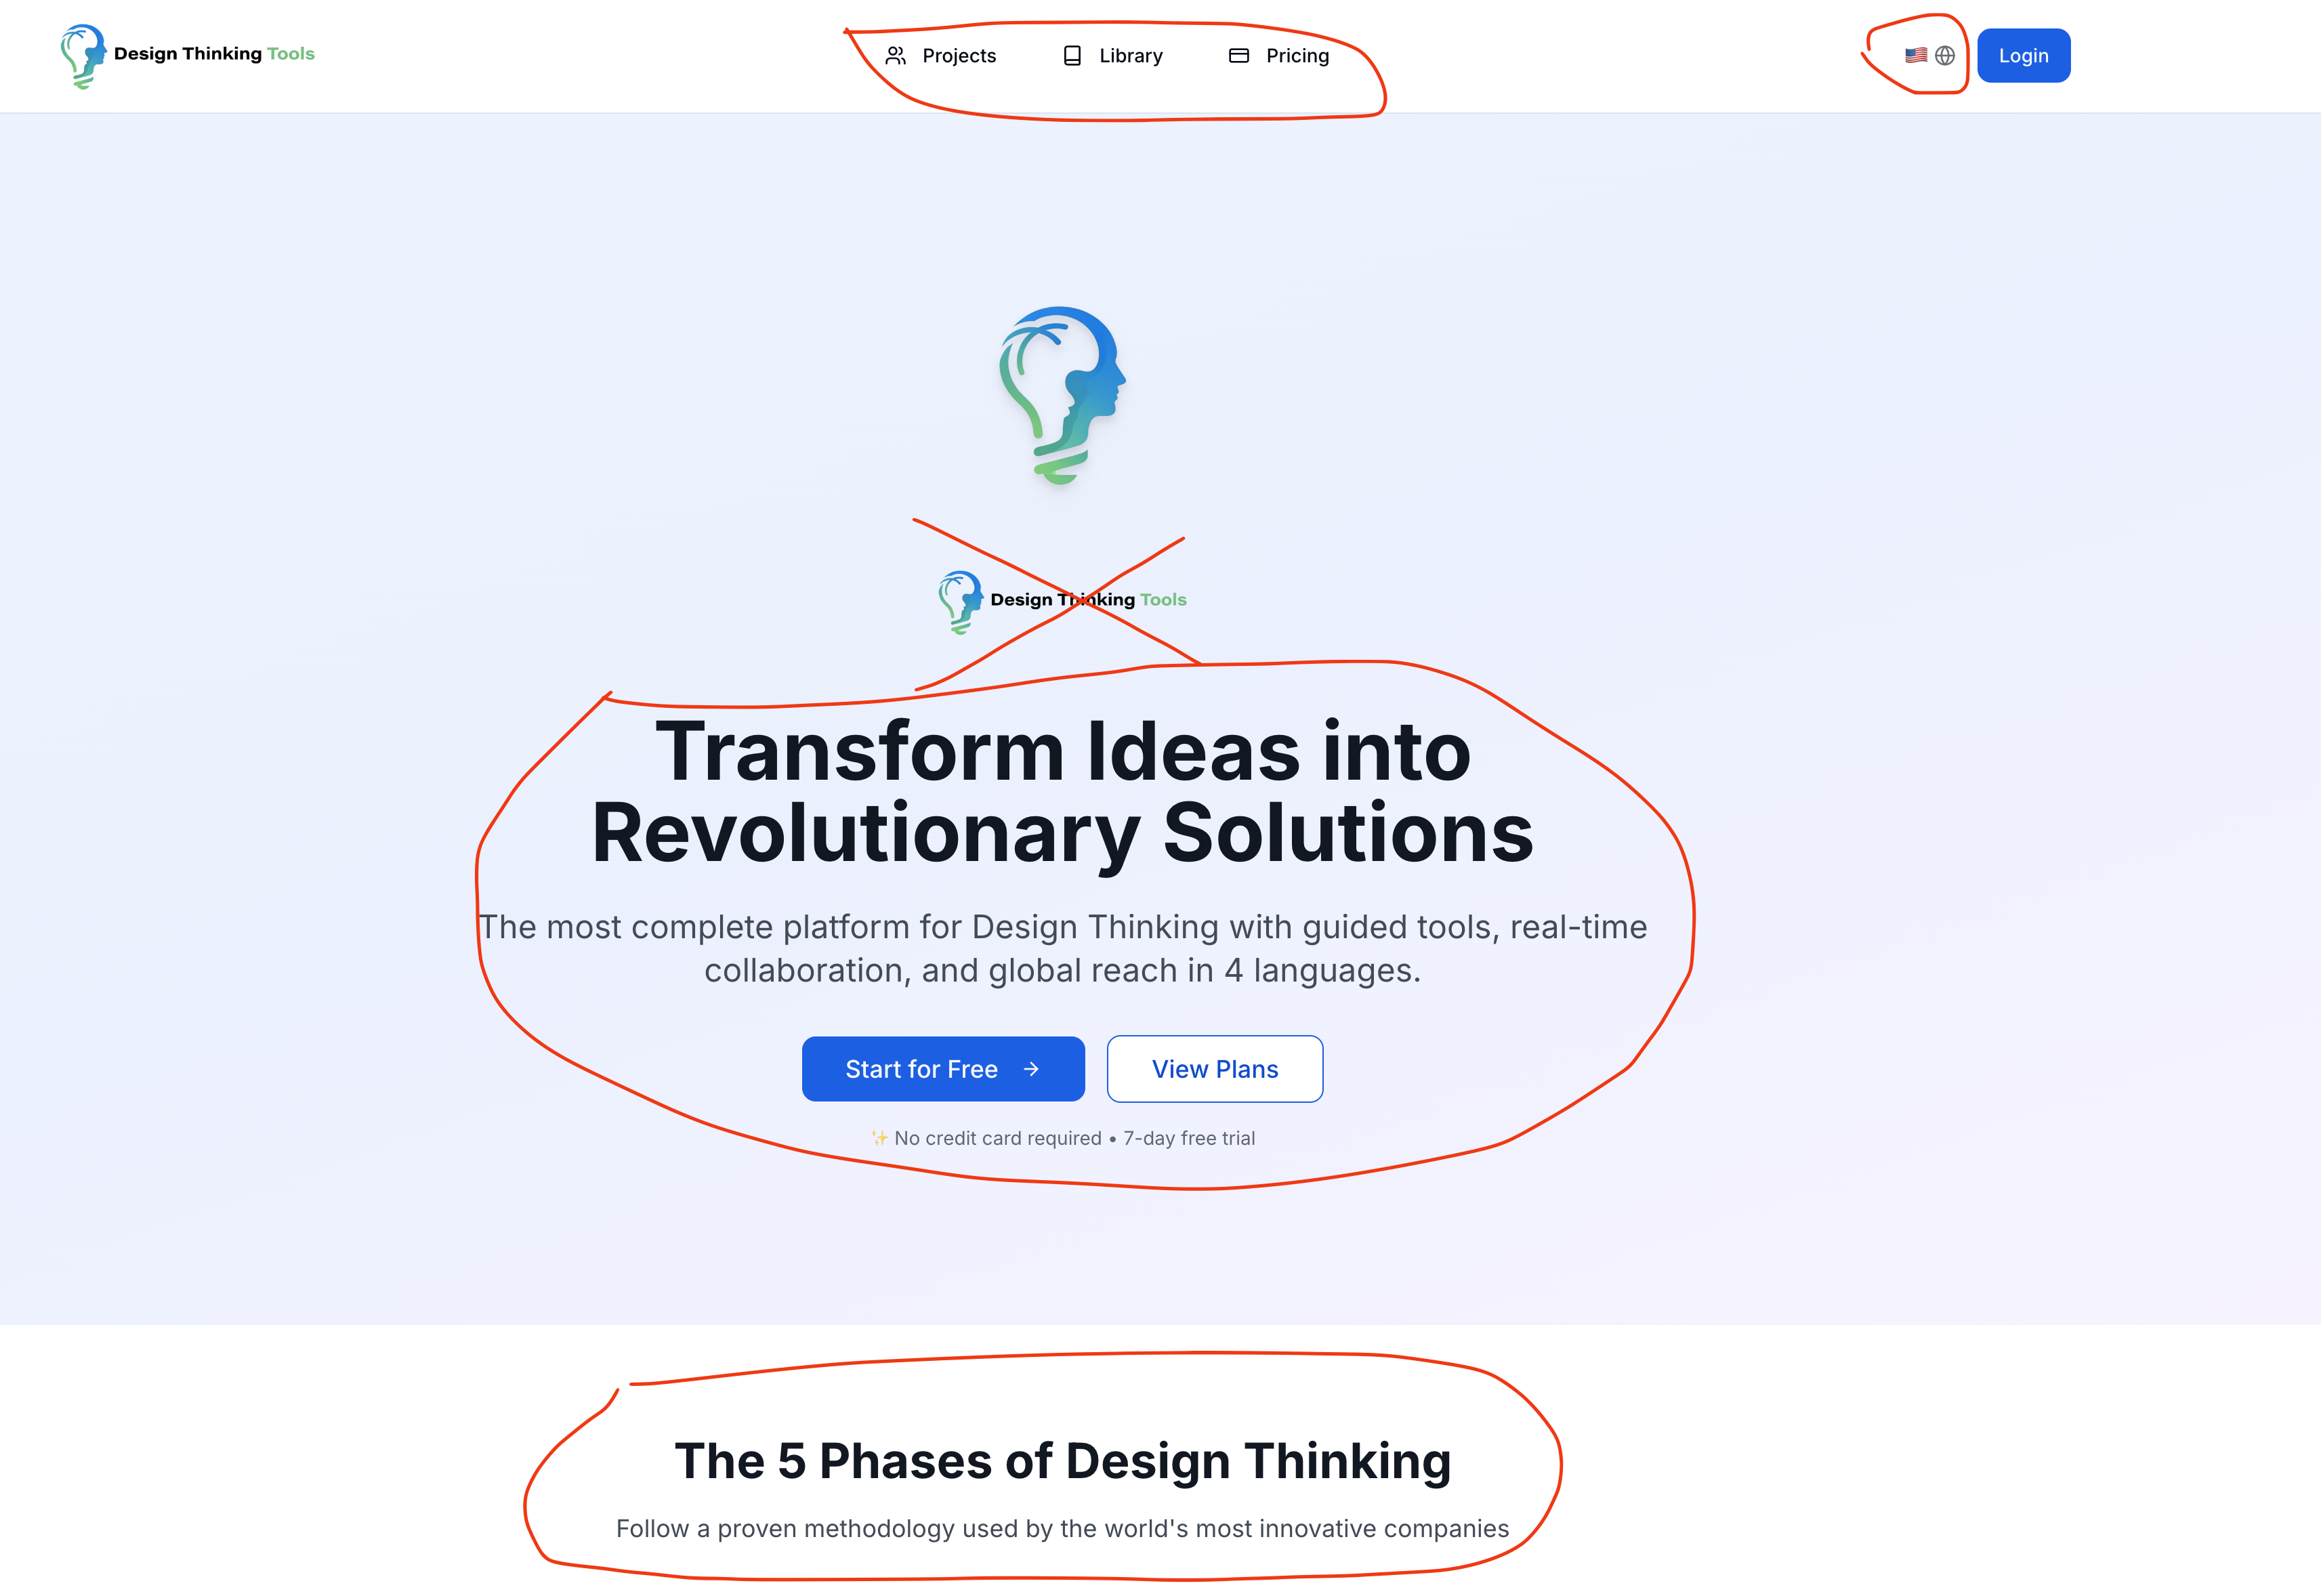 Design Thinking Tools
Projects
Library
Pricing
Login
Design Thinking Tools
Transform Ideas into
Revolutionary Solutions
The most complete platform for Design Thinking with guided tools, real-time
collaboration, and global reach in 4 languages.
Start for Free →
View Plans
✨ No credit card required • 7-day free trial
The 5 Phases of Design Thinking
Follow a proven methodology used by the world's most innovative companies